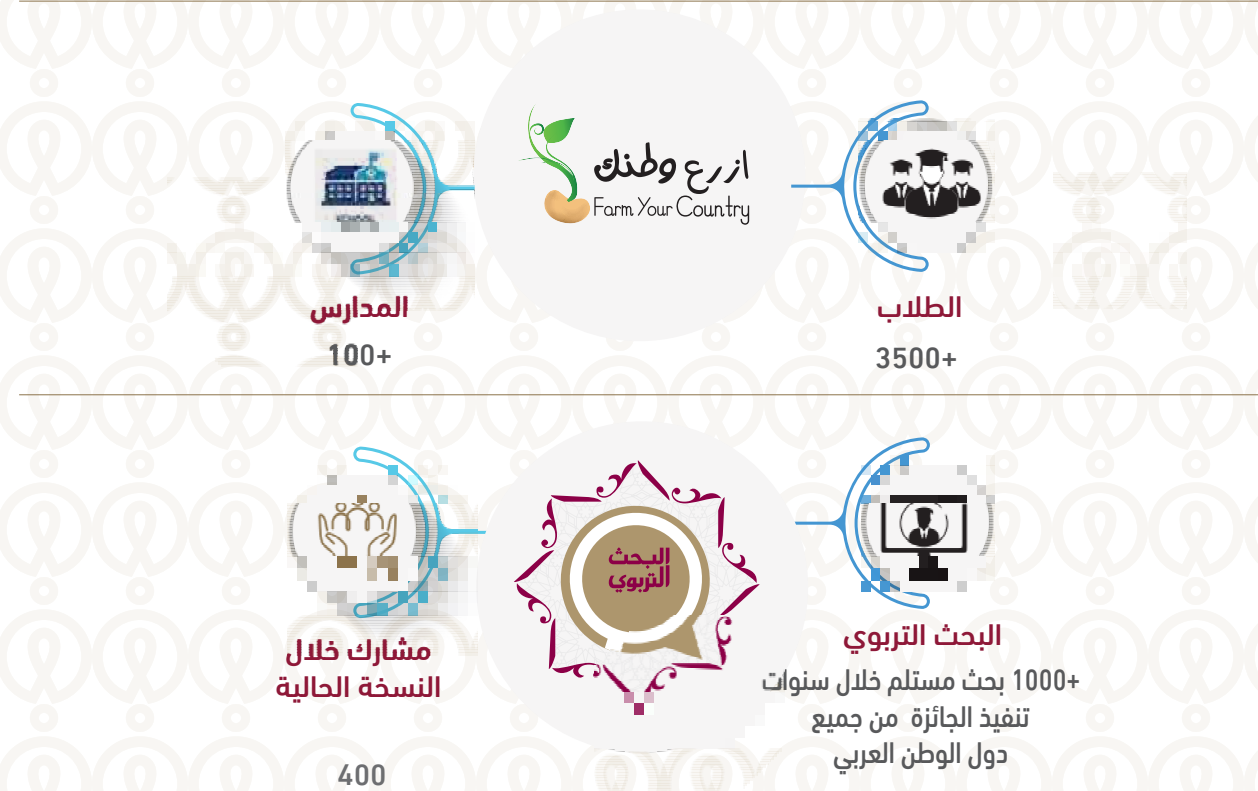 ازرع وطنك
Farm Your Country
الطلاب
3500+
المدارس
100+
البحث
التربوي
البحث التربوي
+1000 بحث مستلم خلال سنوات
تنفيذ الجائزة من جميع
دول الوطن العربي
مشارك خلال
النسخة الحالية
400